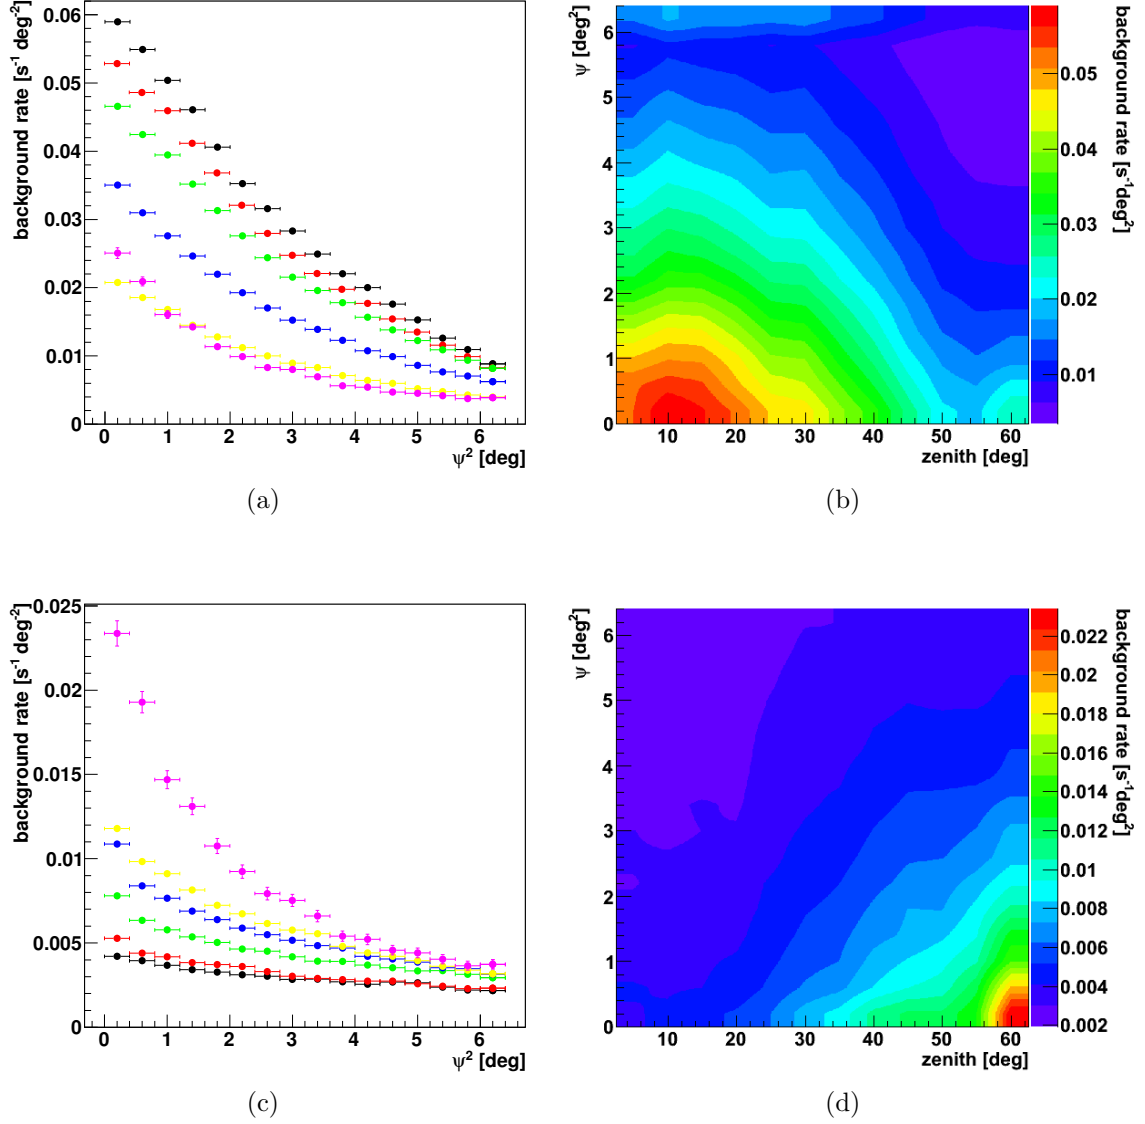 background rate [s⁻¹ deg⁻²]
0.06
0.05
0.04
0.03
0.02
0.01
0
0 1 2 3 4 5 6
ψ² [deg]
(a)
ψ [deg²]
6
5
4
3
2
1
0
10 20 30 40 50 60
zenith [deg]
0.05
0.04
0.03
0.02
0.01
background rate [s⁻¹deg²]
(b)
background rate [s⁻¹ deg⁻²]
0.025
0.02
0.015
0.01
0.005
0
0 1 2 3 4 5 6
ψ² [deg]
(c)
ψ [deg²]
6
5
4
3
2
1
0
10 20 30 40 50 60
zenith [deg]
0.022
0.02
0.018
0.016
0.014
0.012
0.01
0.008
0.006
0.004
0.002
background rate [s⁻¹deg²]
(d)